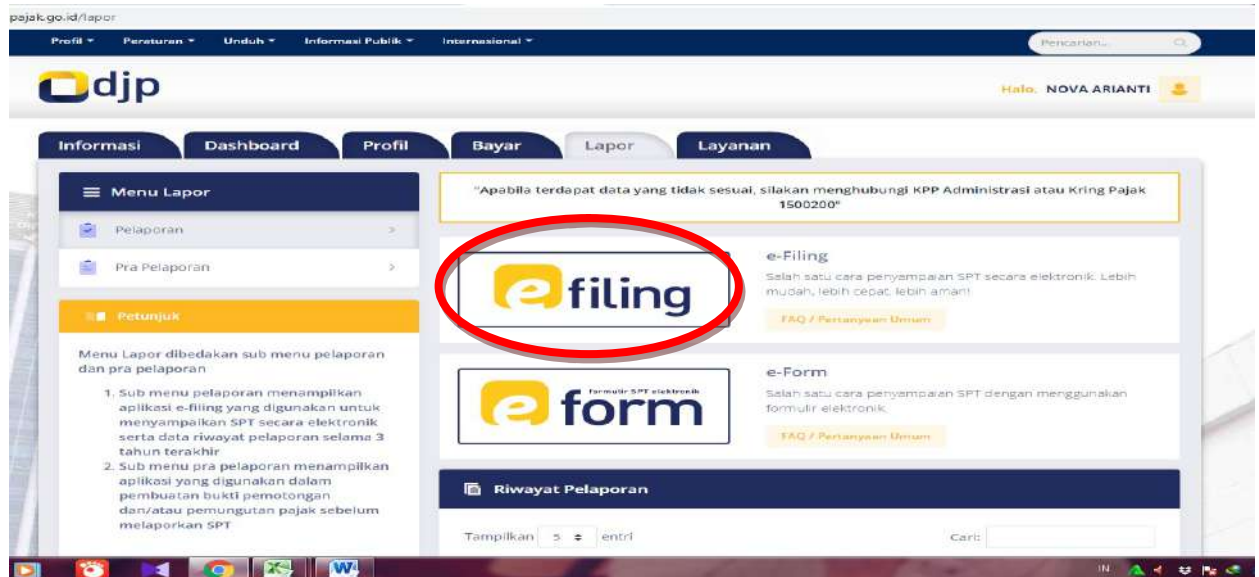 pajak.go.id/lapor
Profil Peraturan Unduh Informasi Publik Internasional Pencarian...
djp
Halo, NOVA ARIANTI
Informasi Dashboard Profil Bayar Lapor Layanan
Menu Lapor
Pelaporan
Pra Pelaporan
Petunjuk
Menu Lapor dibedakan sub menu pelaporan
dan pra pelaporan
1. Sub menu pelaporan menampilkan
aplikasi e-filing yang digunakan untuk
menyampaikan SPT secara elektronik
serta data riwayat pelaporan selama 3
tahun terakhir
2. Sub menu pra pelaporan menampilkan
aplikasi yang digunakan dalam
pembuatan bukti pemotongan
dan/atau pemungutan pajak sebelum
melaporkan SPT
"Apabila terdapat data yang tidak sesuai, silakan menghubungi KPP Administrasi atau Kring Pajak
1500200"
e filing
e-Filing
Salah satu cara penyampaian SPT secara elektronik. Lebih
mudah, lebih cepat, lebih aman!
FAQ / Pertanyaan Umum
formulir SPT elektronik
e form
e-Form
Salah satu cara penyampaian SPT dengan menggunakan
formulir elektronik.
FAQ / Pertanyaan Umum
Riwayat Pelaporan
Tampilkan 5 entri
Cari:
IN